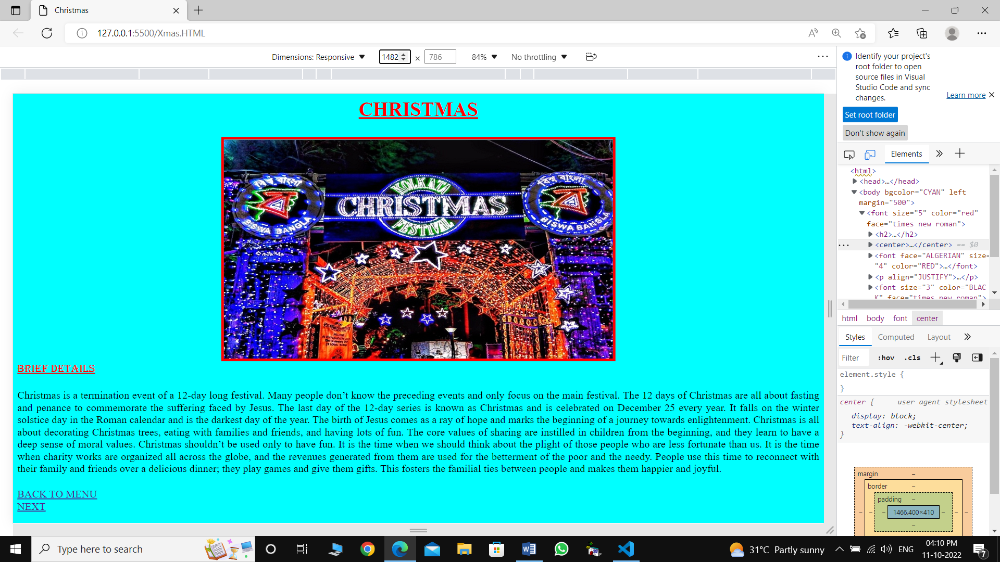 Christmas
127.0.0.1:5500/Xmas.HTML
Dimensions: Responsive 1482 × 786 84% No throttling
Identify your project's
root folder to open
source files in Visual
Studio Code and sync
changes.
Learn more
Set root folder
Don't show again
CHRISTMAS
বিশ্ব বাংলা
BISWA BANGLA
KOLKATA
CHRISTMAS
FESTIVAL
বিশ্ব বাংলা
BISWA BANGLA
BRIEF DETAILS
Christmas is a termination event of a 12-day long festival. Many people don’t know the preceding events and only focus on the main festival. The 12 days of Christmas are all about fasting
and penance to commemorate the suffering faced by Jesus. The last day of the 12-day series is known as Christmas and is celebrated on December 25 every year. It falls on the winter
solstice day in the Roman calendar and is the darkest day of the year. The birth of Jesus comes as a ray of hope and marks the beginning of a journey towards enlightenment. Christmas is all
about decorating Christmas trees, eating with families and friends, and having lots of fun. The core values of sharing are instilled in children from the beginning, and they learn to have a
deep sense of moral values. Christmas shouldn’t be used only to have fun. It is the time when we should think about the plight of those people who are less fortunate than us. It is the time
when charity works are organized all across the globe, and the revenues generated from them are used for the betterment of the poor and the needy. People use this time to reconnect with
their family and friends over a delicious dinner; they play games and give them gifts. This fosters the familial ties between people and makes them happier and joyful.
BACK TO MENU
NEXT
Elements
<html>
<head>…</head>
<body bgcolor="CYAN" left
margin="500">
<font size="5" color="red"
face="times new roman">
<h2>…</h2>
<center>…</center> == $0
<font face="ALGERIAN" size=
"4" color="RED">…</font>
<p align="JUSTIFY">…</p>
<font size="3" color="BLAC
K" face="times new roman">
html body font center
Styles Computed Layout
Filter :hov .cls
element.style {
}
center { user agent stylesheet
display: block;
text-align: -webkit-center;
}
margin –
border –
padding –
– – – 1466.400×410 – – –
–
Type here to search
31°C Partly sunny
ENG
04:10 PM
11-10-2022
7